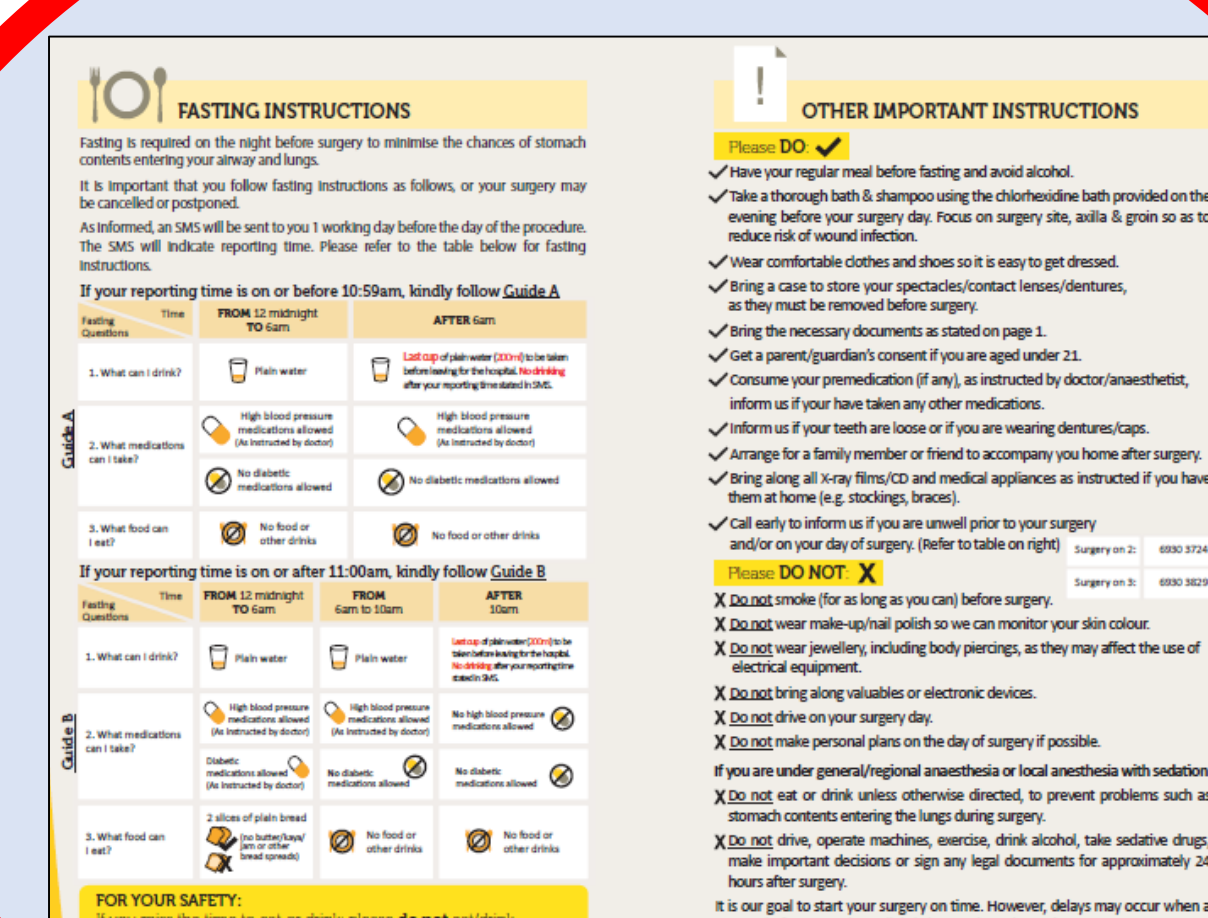 FASTING INSTRUCTIONS
Fasting is required on the night before surgery to minimise the chances of stomach
contents entering your airway and lungs.
It is important that you follow fasting instructions as follows, or your surgery may
be cancelled or postponed.
As informed, an SMS will be sent to you 1 working day before the day of the procedure.
The SMS will indicate reporting time. Please refer to the table below for fasting
instructions.
If your reporting time is on or before 10:59am, kindly follow Guide A
Guide A
Time
Fasting
Questions
FROM 12 midnight
TO 6am
AFTER 6am
1. What can I drink?
Plain water
Last cup of plain water (200ml) to be taken
before leaving for the hospital. No drinking
after your reporting time stated in SMS.
2. What medications
can I take?
High blood pressure
medications allowed
(As instructed by doctor)
High blood pressure
medications allowed
(As instructed by doctor)
No diabetic
medications allowed
No diabetic medications allowed
3. What food can
I eat?
No food or
other drinks
No food or other drinks
If your reporting time is on or after 11:00am, kindly follow Guide B
Guide B
Time
Fasting
Questions
FROM 12 midnight
TO 6am
FROM
6am to 10am
AFTER
10am
1. What can I drink?
Plain water
Plain water
Last cup of plain water (200ml) to be
taken before leaving for the hospital.
No drinking after your reporting time
stated in SMS.
2. What medications
can I take?
High blood pressure
medications allowed
(As instructed by doctor)
High blood pressure
medications allowed
(As instructed by doctor)
No high blood pressure
medications allowed
Diabetic
medications allowed
(As instructed by doctor)
No diabetic
medications allowed
No diabetic
medications allowed
3. What food can
I eat?
2 slices of plain bread
(no butter/kaya/
jam or other
bread spreads)
No food or
other drinks
No food or
other drinks
FOR YOUR SAFETY:
If you miss the time to eat or drink, please do not eat/drink
!
OTHER IMPORTANT INSTRUCTIONS
Please DO:
Have your regular meal before fasting and avoid alcohol.
Take a thorough bath & shampoo using the chlorhexidine bath provided on the
evening before your surgery day. Focus on surgery site, axilla & groin so as to
reduce risk of wound infection.
Wear comfortable clothes and shoes so it is easy to get dressed.
Bring a case to store your spectacles/contact lenses/dentures,
as they must be removed before surgery.
Bring the necessary documents as stated on page 1.
Get a parent/guardian's consent if you are aged under 21.
Consume your premedication (if any), as instructed by doctor/anaesthetist,
inform us if your have taken any other medications.
Inform us if your teeth are loose or if you are wearing dentures/caps.
Arrange for a family member or friend to accompany you home after surgery.
Bring along all X-ray films/CD and medical appliances as instructed if you have
them at home (e.g. stockings, braces).
Call early to inform us if you are unwell prior to your surgery
and/or on your day of surgery. (Refer to table on right)
Surgery on 2: 6930 3724
Surgery on 3: 6930 3829
Please DO NOT: X
X Do not smoke (for as long as you can) before surgery.
X Do not wear make-up/nail polish so we can monitor your skin colour.
X Do not wear jewellery, including body piercings, as they may affect the use of
electrical equipment.
X Do not bring along valuables or electronic devices.
X Do not drive on your surgery day.
X Do not make personal plans on the day of surgery if possible.
If you are under general/regional anaesthesia or local anesthesia with sedation
X Do not eat or drink unless otherwise directed, to prevent problems such as
stomach contents entering the lungs during surgery.
X Do not drive, operate machines, exercise, drink alcohol, take sedative drugs,
make important decisions or sign any legal documents for approximately 24
hours after surgery.
It is our goal to start your surgery on time. However, delays may occur when a